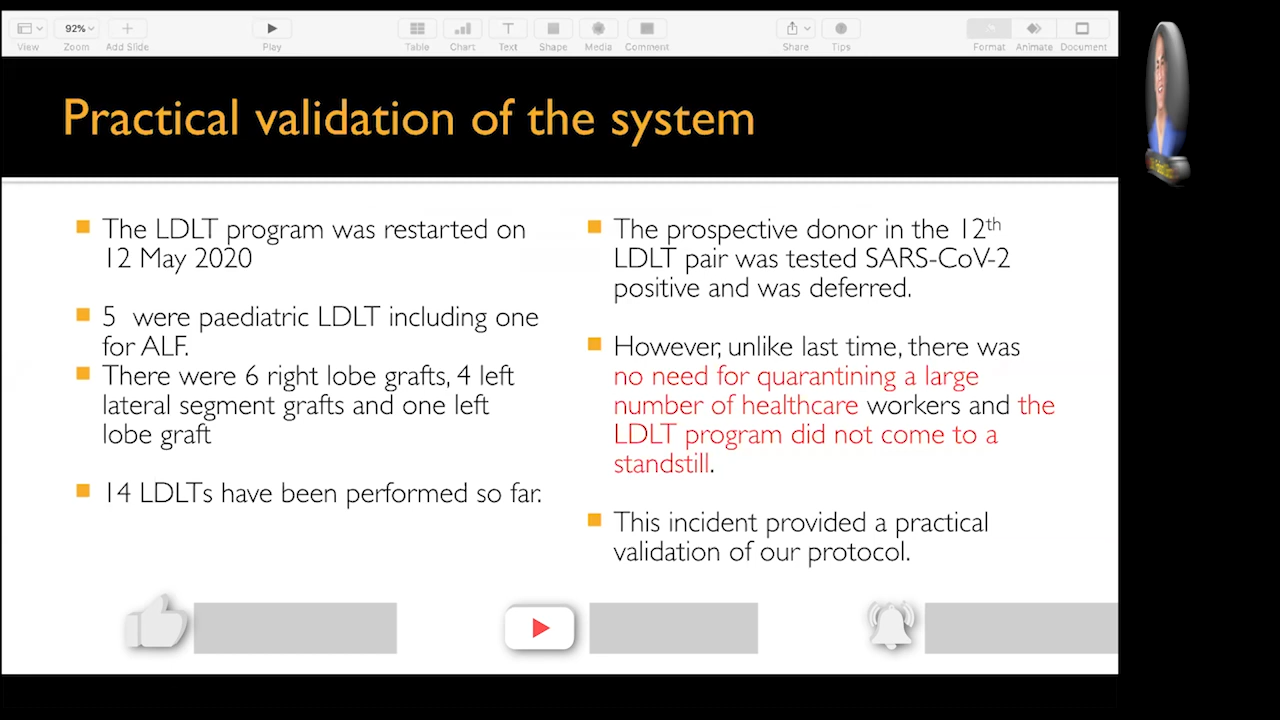 92%
View
Zoom
Add Slide
Play
Table
Chart
Text
Shape
Media
Comment
Share
Tips
Format
Animate
Document
Practical validation of the system
The LDLT program was restarted on
12 May 2020
5 were paediatric LDLT including one
for ALF.
There were 6 right lobe grafts, 4 left
lateral segment grafts and one left
lobe graft
14 LDLTs have been performed so far.
The prospective donor in the 12th
LDLT pair was tested SARS-CoV-2
positive and was deferred.
However, unlike last time, there was
no need for quarantining a large
number of healthcare workers and the
LDLT program did not come to a
standstill.
This incident provided a practical
validation of our protocol.